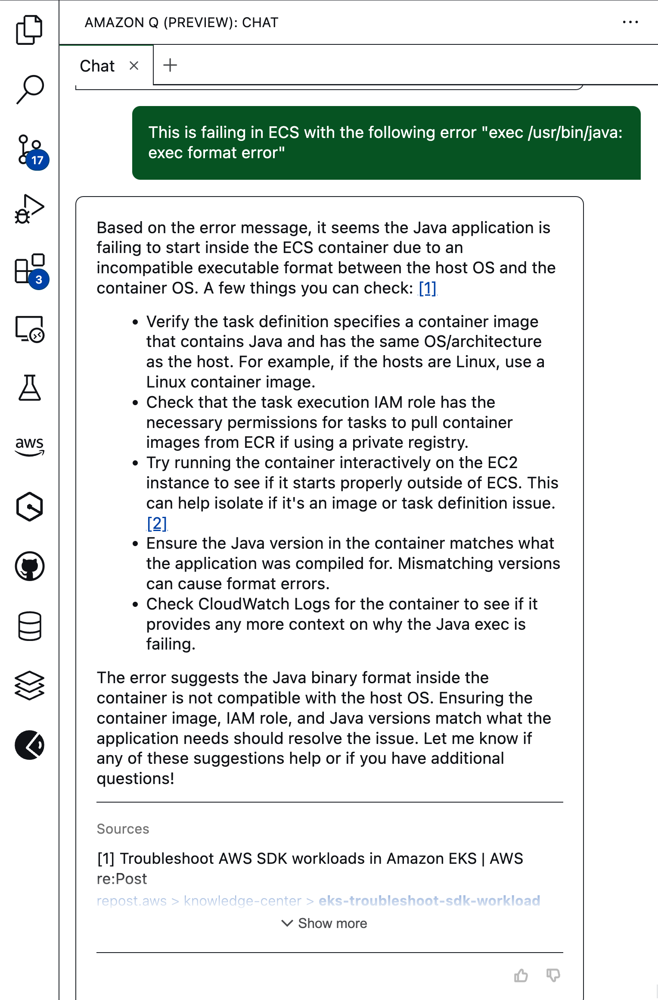 AMAZON Q (PREVIEW): CHAT
Chat
This is failing in ECS with the following error "exec /usr/bin/java:
exec format error"
17
3
aws
Based on the error message, it seems the Java application is
failing to start inside the ECS container due to an
incompatible executable format between the host OS and the
container OS. A few things you can check: [1]
• Verify the task definition specifies a container image
that contains Java and has the same OS/architecture
as the host. For example, if the hosts are Linux, use a
Linux container image.
• Check that the task execution IAM role has the
necessary permissions for tasks to pull container
images from ECR if using a private registry.
• Try running the container interactively on the EC2
instance to see if it starts properly outside of ECS. This
can help isolate if it's an image or task definition issue.
[2]
• Ensure the Java version in the container matches what
the application was compiled for. Mismatching versions
can cause format errors.
• Check CloudWatch Logs for the container to see if it
provides any more context on why the Java exec is
failing.
The error suggests the Java binary format inside the
container is not compatible with the host OS. Ensuring the
container image, IAM role, and Java versions match what the
application needs should resolve the issue. Let me know if
any of these suggestions help or if you have additional
questions!
Sources
[1] Troubleshoot AWS SDK workloads in Amazon EKS | AWS
re:Post
repost.aws > knowledge-center > eks-troubleshoot-sdk-workload
Show more